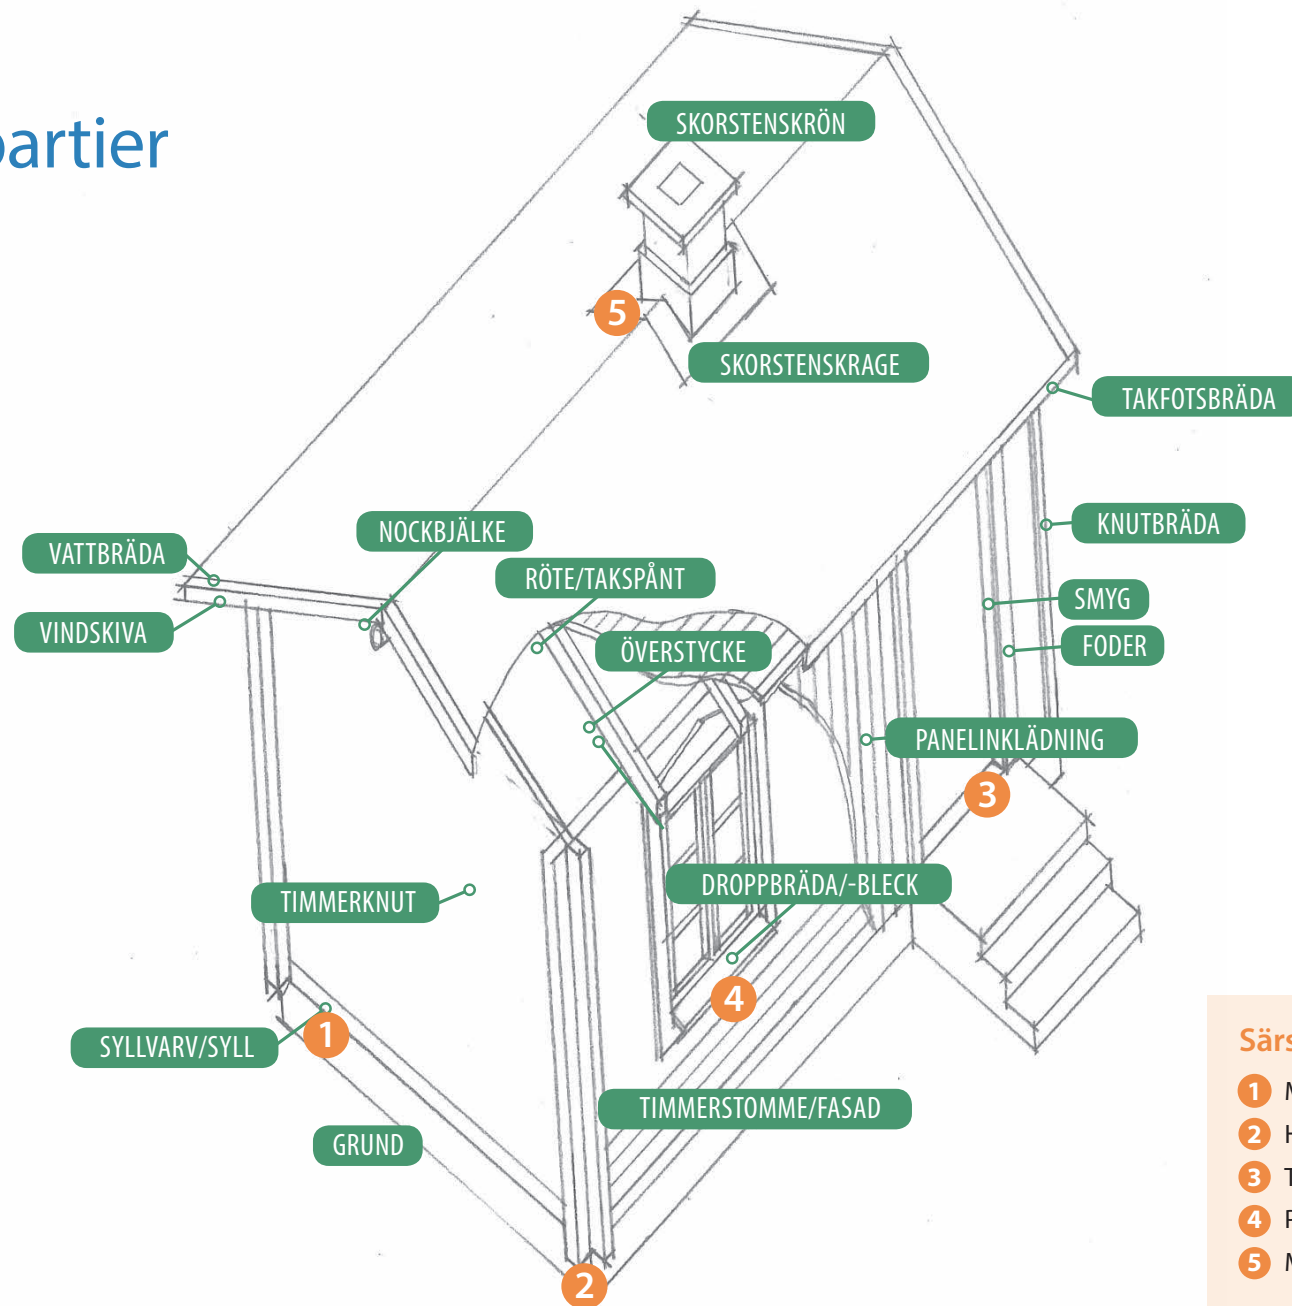 partier
SKORSTENSKRÖN
5
SKORSTENSKRAGE
TAKFOTSBRÄDA
KNUTBRÄDA
NOCKBJÄLKE
VATTBRÄDA
RÖTE/TAKSPÅNT
SMYG
VINDSKIVA
FODER
ÖVERSTYCKE
PANELINKLÄDNING
3
DROPPBRÄDA/-BLECK
TIMMERKNUT
4
1
SYLLVARV/SYLL
TIMMERSTOMME/FASAD
GRUND
2
Särs
1 M
2 H
3 T
4 F
5 M